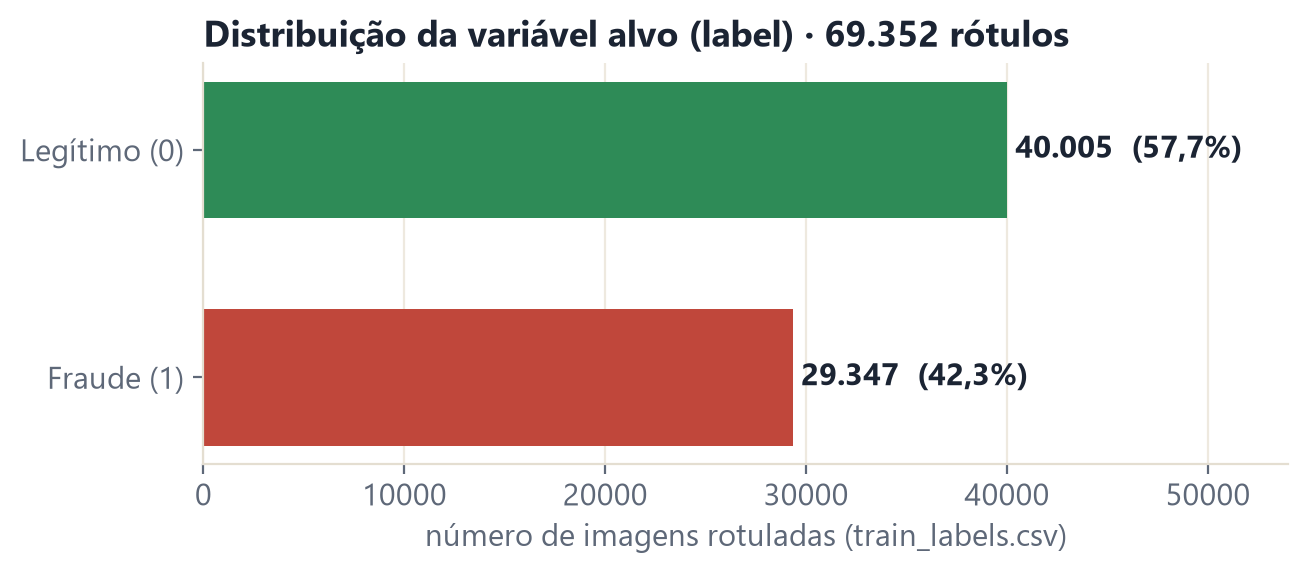 Distribuição da variável alvo (label) · 69.352 rótulos
Legítimo (0)
40.005 (57,7%)
Fraude (1)
29.347 (42,3%)
0 10000 20000 30000 40000 50000
número de imagens rotuladas (train_labels.csv)